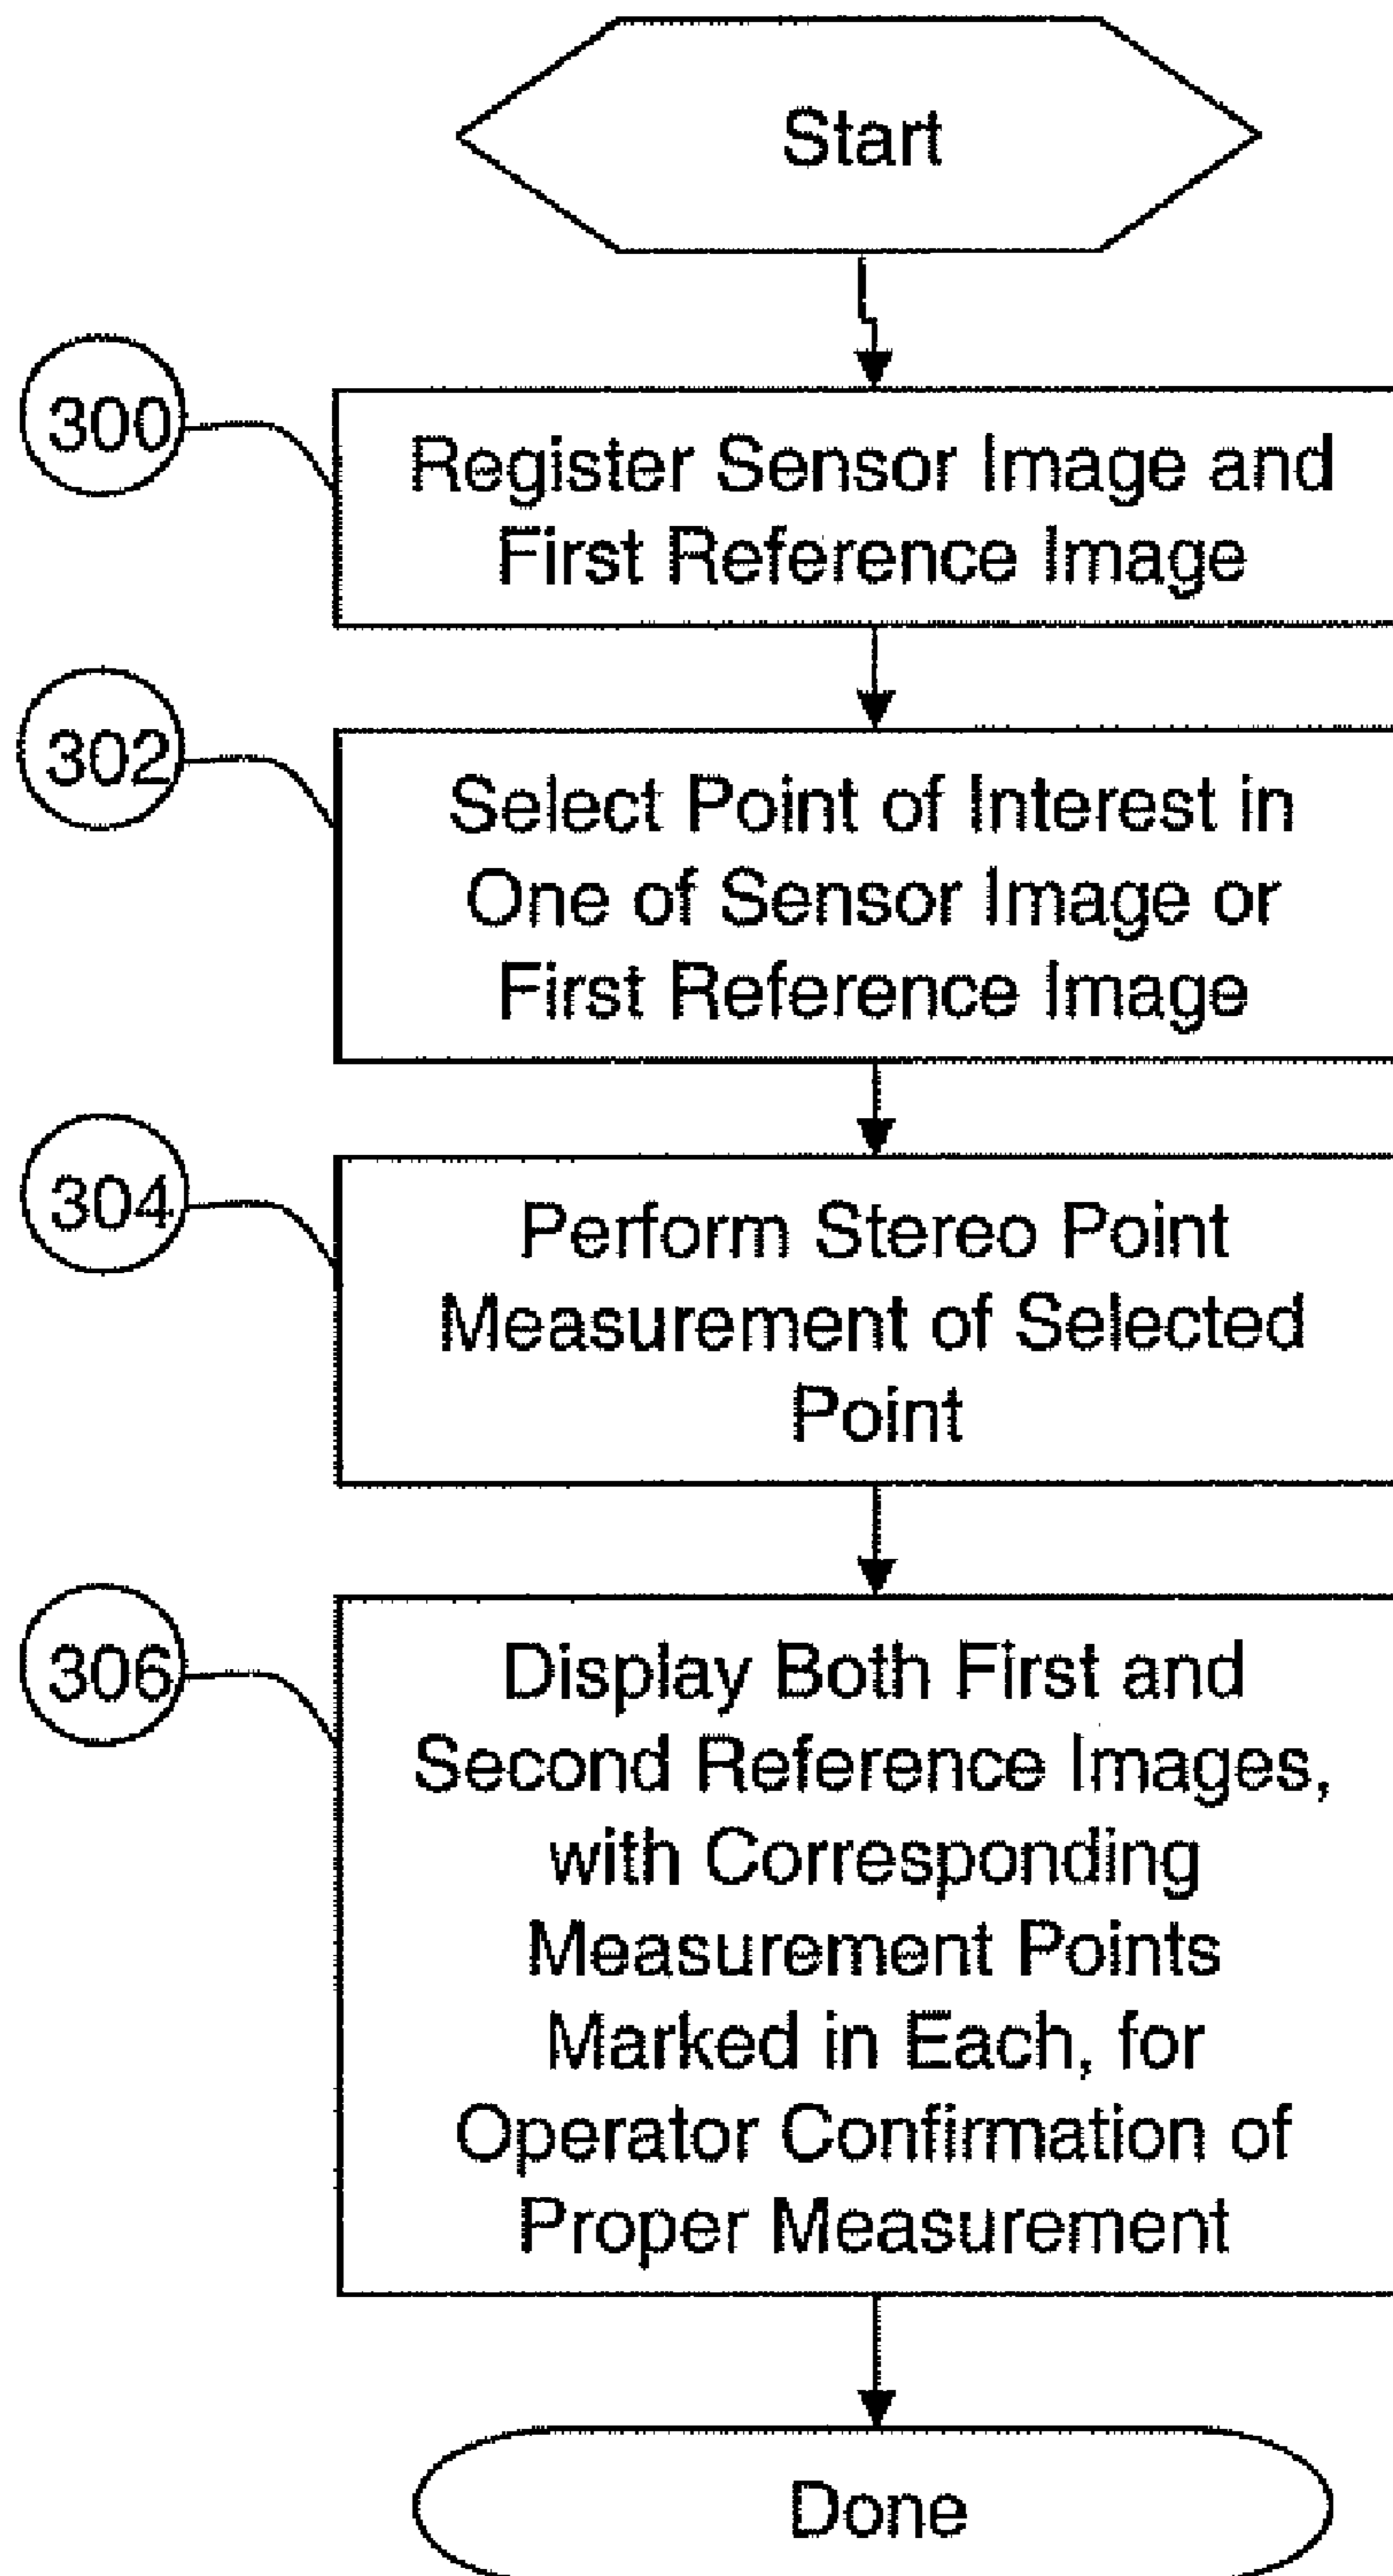 Start
300
Register Sensor Image and
First Reference Image
302
Select Point of Interest in
One of Sensor Image or
First Reference Image
304
Perform Stereo Point
Measurement of Selected
Point
306
Display Both First and
Second Reference Images,
with Corresponding
Measurement Points
Marked in Each, for
Operator Confirmation of
Proper Measurement
Done